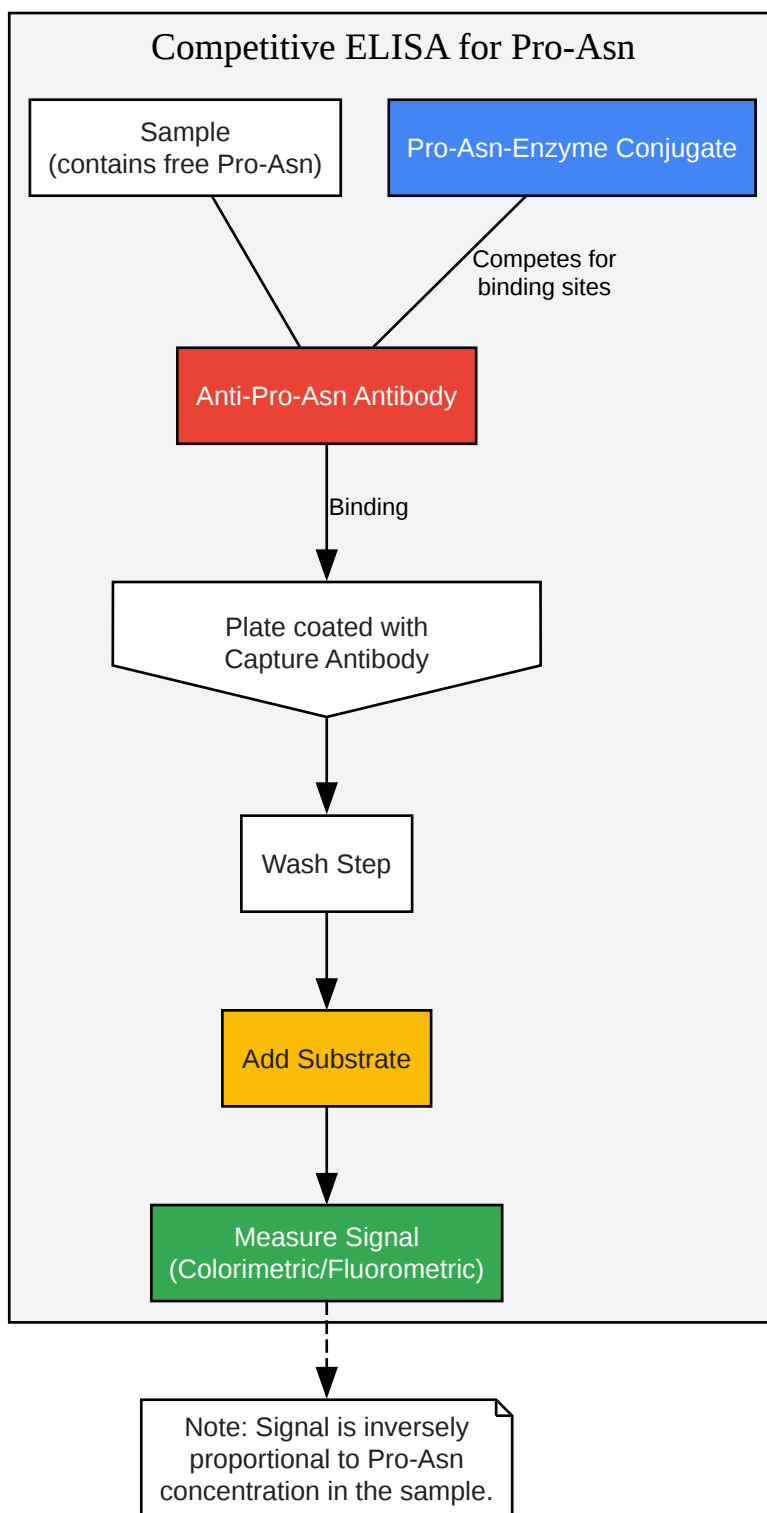 Competitive ELISA for Pro-Asn
Sample
(contains free Pro-Asn)
Pro-Asn-Enzyme Conjugate
Competes for
binding sites
Anti-Pro-Asn Antibody
Binding
Plate coated with
Capture Antibody
Wash Step
Add Substrate
Measure Signal
(Colorimetric/Fluorometric)
Note: Signal is inversely
proportional to Pro-Asn
concentration in the sample.